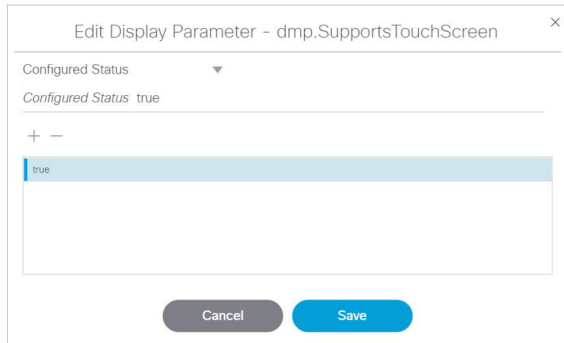 Edit Display Parameter - dmp.SupportsTouchScreen
Configured Status
Configured Status true
true
Cancel Save